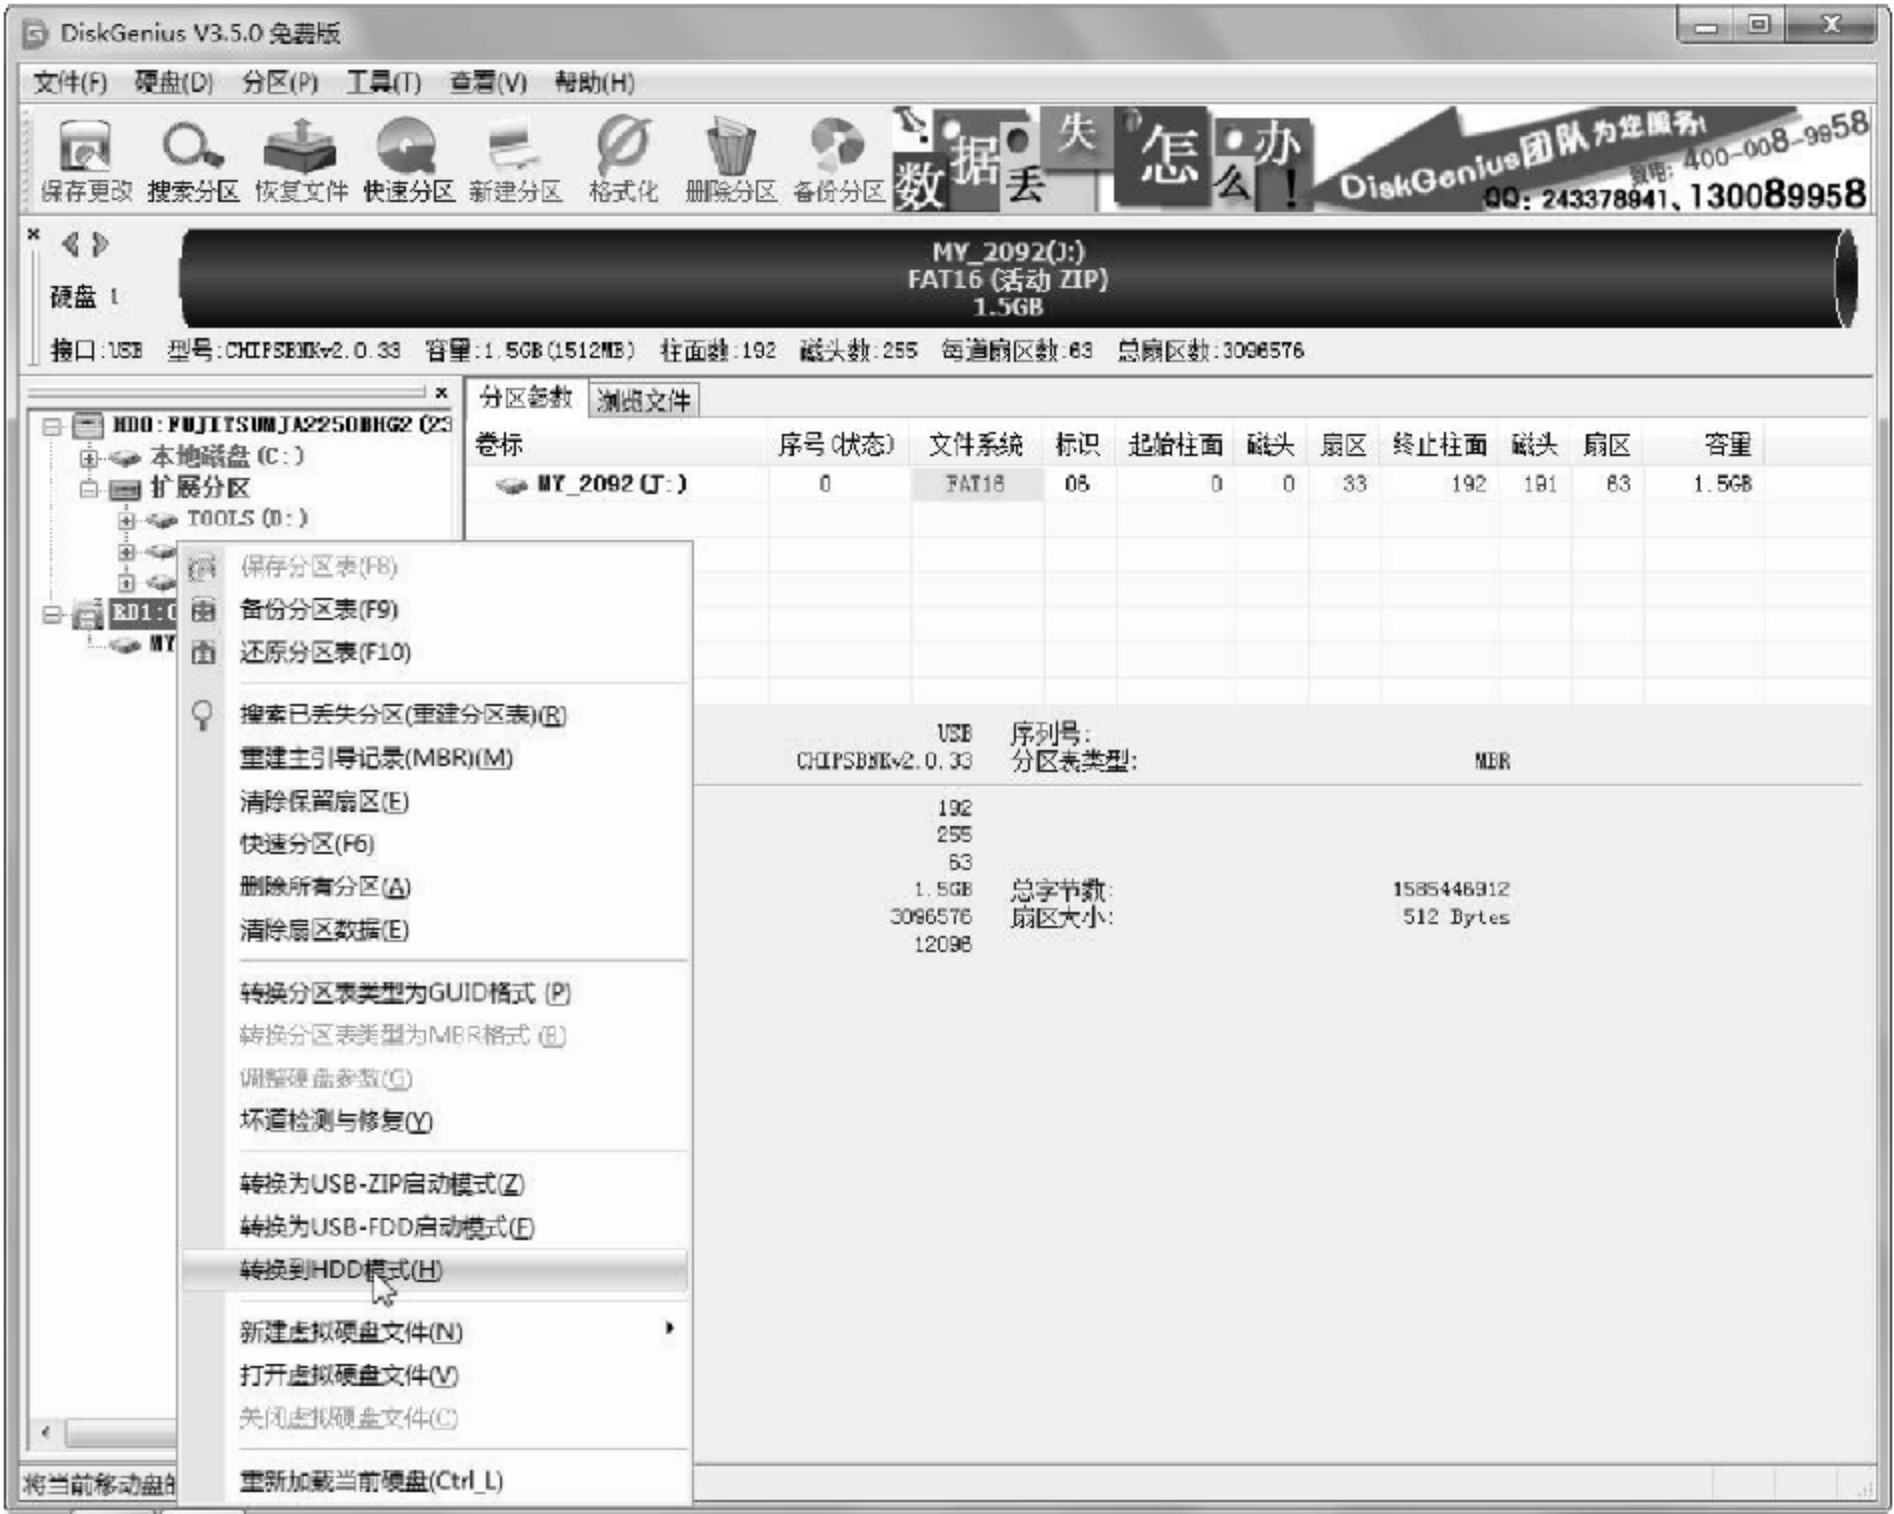 DiskGenius V3.5.0 免费版
文件(F) 硬盘(D) 分区(P) 工具(T) 查看(V) 帮助(H)
保存更改 搜索分区 恢复文件 快速分区 新建分区 格式化 删除分区 备份分区
数据丢失怎么办!
DiskGenius团队为您服务!
致电: 400-008-9958
QQ: 243378941、130089958
硬盘 1
MY_2092(J:)
FAT16 (活动 ZIP)
1.5GB
接口:USB 型号:CHIPSBNKv2.0.33 容量:1.5GB(1512MB) 柱面数:192 磁头数:255 每道扇区数:63 总扇区数:3096576
HD0:FUJITSUMJA2250BHG2(23
本地磁盘(C:)
扩展分区
TOOLS(D:)
RD1:C
MY
分区参数 浏览文件
卷标 序号(状态) 文件系统 标识 起始柱面 磁头 扇区 终止柱面 磁头 扇区 容量
MY_2092(J:) 0 FAT16 06 0 0 33 192 191 63 1.5GB
USB 序列号:
CHIPSBNKv2.0.33 分区表类型: MBR
192
255
63
1.5GB 总字节数: 1585446912
3096576 扇区大小: 512 Bytes
12096
保存分区表(F8)
备份分区表(F9)
还原分区表(F10)
搜索已丢失分区(重建分区表)(R)
重建主引导记录(MBR)(M)
清除保留扇区(E)
快速分区(F6)
删除所有分区(A)
清除扇区数据(E)
转换分区表类型为GUID格式 (P)
转换分区表类型为MBR格式 (B)
调整硬盘参数(G)
坏道检测与修复(Y)
转换为USB-ZIP启动模式(Z)
转换为USB-FDD启动模式(F)
转换到HDD模式(H)
新建虚拟硬盘文件(N)
打开虚拟硬盘文件(V)
关闭虚拟硬盘文件(C)
重新加载当前硬盘(Ctrl_L)
将当前移动盘的